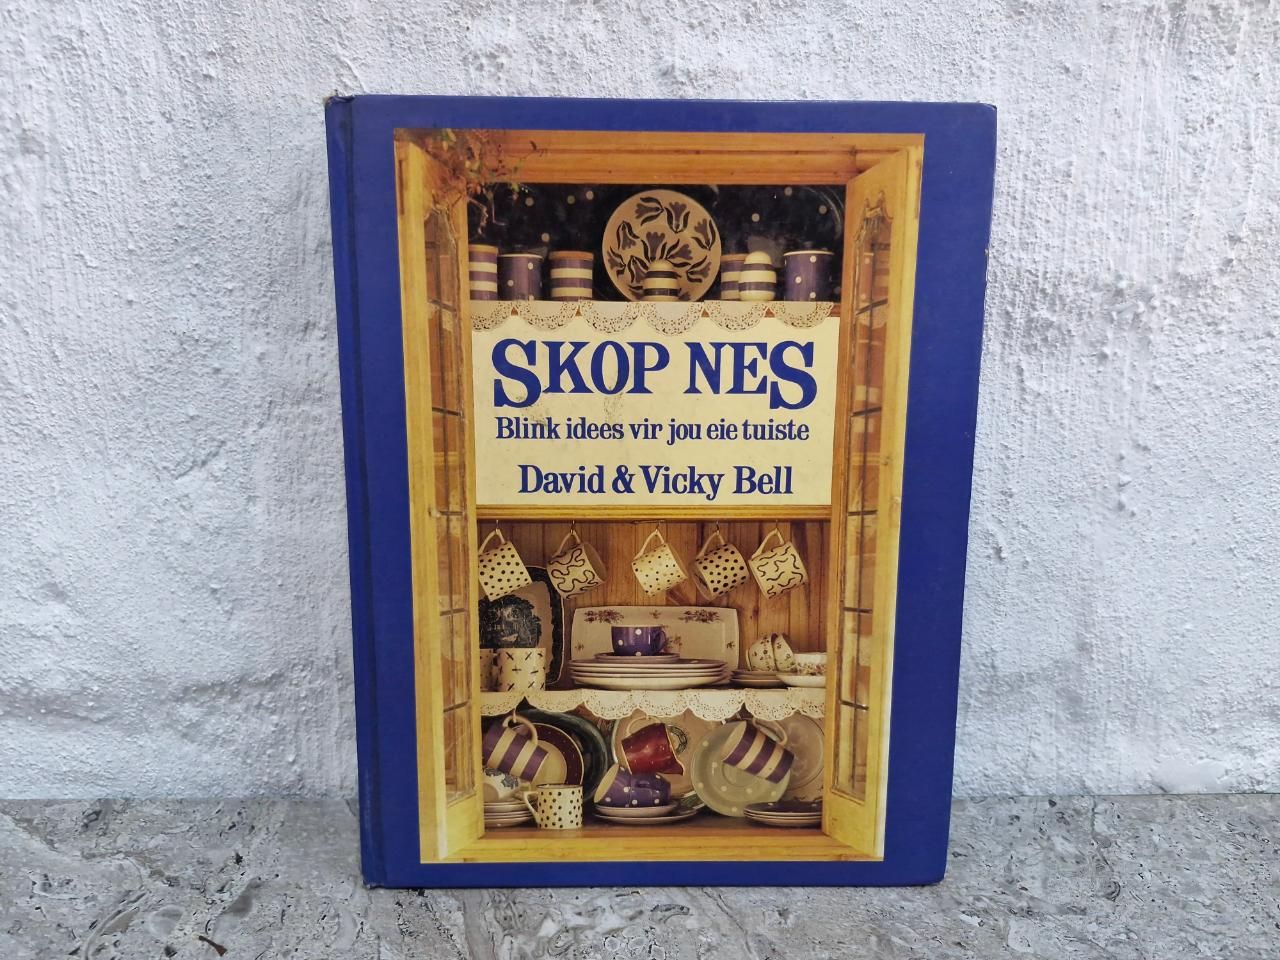 SKOP NES
Blink idees vir jou eie tuiste
David & Vicky Bell